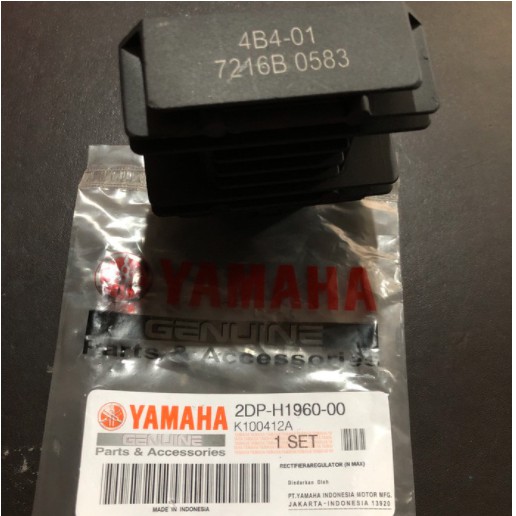 4B4-01
7216B 0583
YAMAHA
GENUINE
Parts & Accessories
YAMAHA 2DP-H1960-00
K100412A
GENUINE
1 SET
Parts & Accessories
RECTIFIER&REGULATOR (N MAX)
Diedarkan Oleh
MADE IN INDONESIA
PT.YAMAHA INDONESIA MOTOR MFG.
JAKARTA-INDONESIA 13920